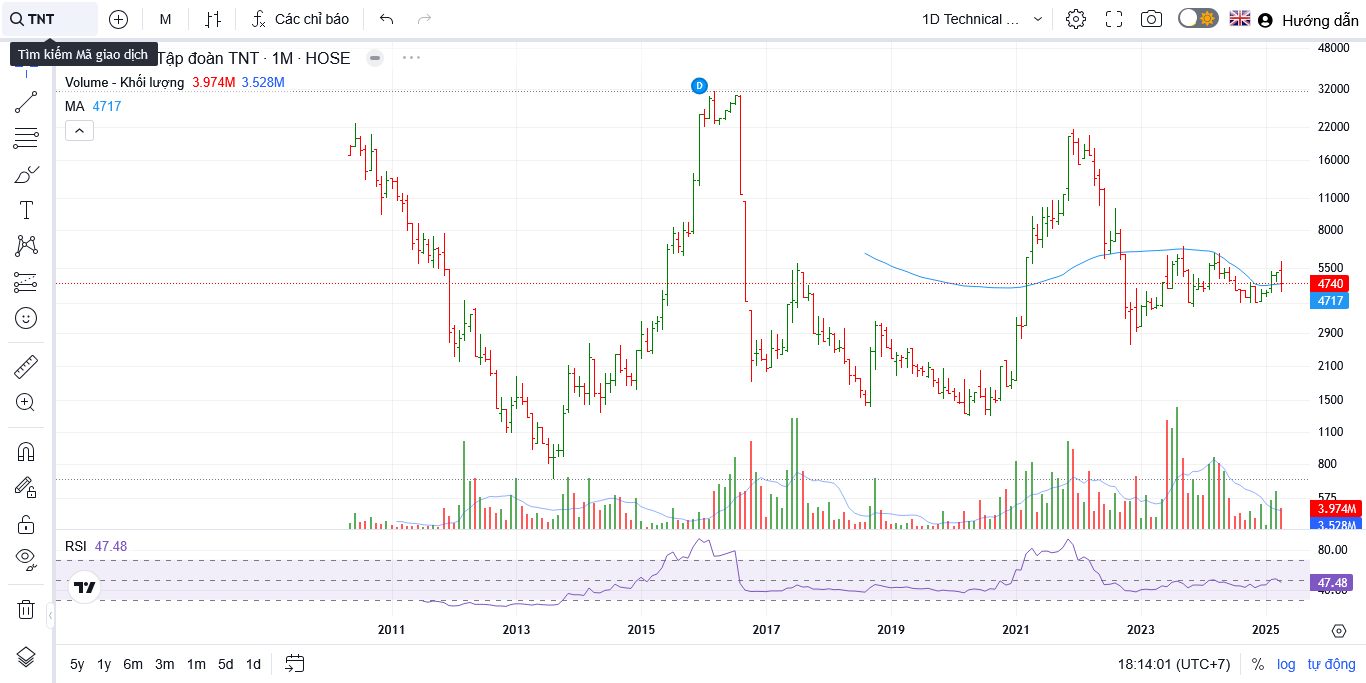 TNT
M
Các chỉ báo
1D Technical ...
Hướng dẫn
Tìm kiếm Mã giao dịch
Tập đoàn TNT · 1M · HOSE
Volume - Khối lượng 3.974M 3.528M
MA 4717
D
T
48000
32000
22000
16000
11000
8000
5500
4740
4717
2900
2100
1500
1100
800
575
3.974M
3.528M
RSI 47.48
80.00
47.48
40.00
2011 2013 2015 2017 2019 2021 2023 2025
5y 1y 6m 3m 1m 5d 1d
18:14:01 (UTC+7) % log tự động